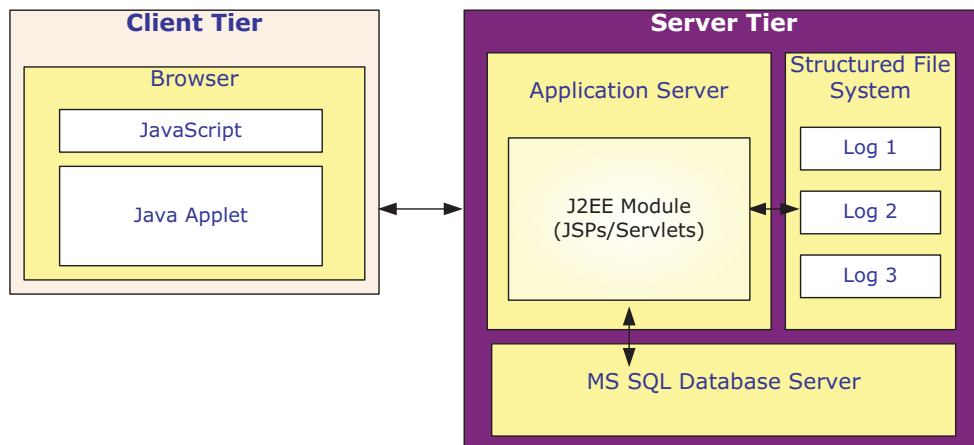 Client Tier
Browser
JavaScript
Java Applet
Server Tier
Application Server
J2EE Module
(JSPs/Servlets)
Structured File
System
Log 1
Log 2
Log 3
MS SQL Database Server